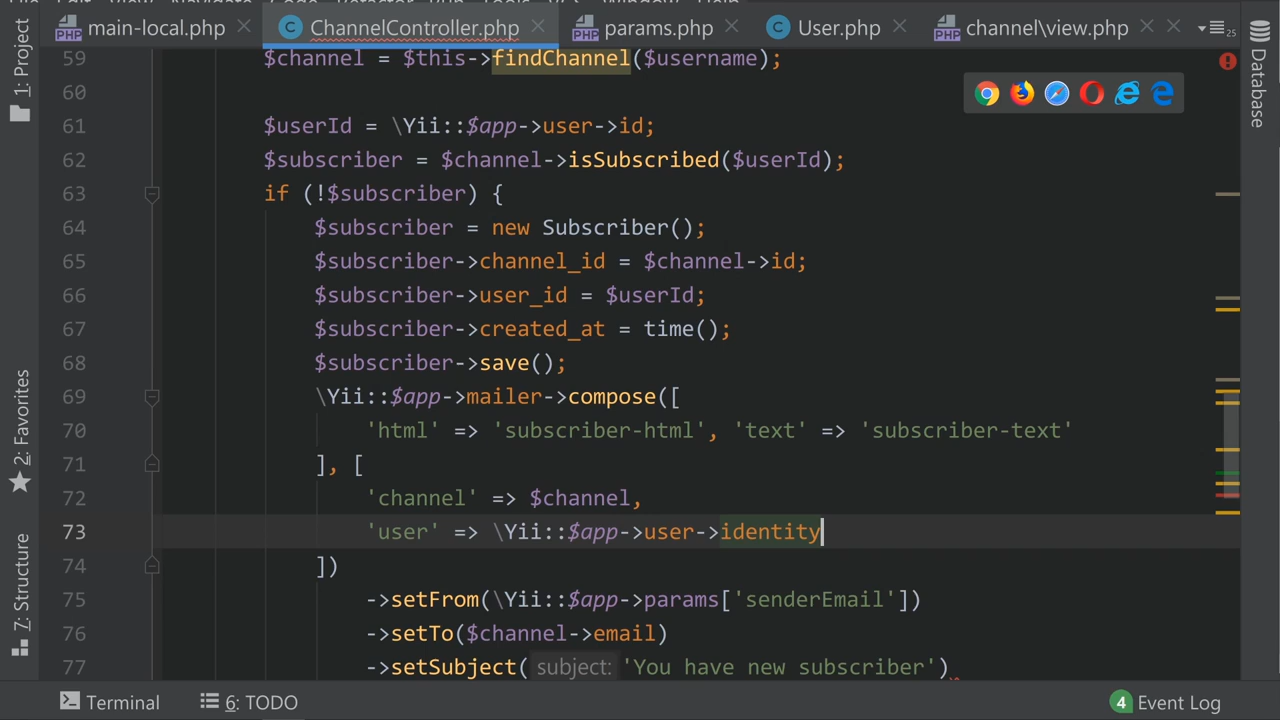 main-local.php
ChannelController.php
params.php
User.php
channel\view.php
1: Project
2: Favorites
7: Structure
Database
59 $channel = $this->findChannel($username);
60
61 $userId = \Yii::$app->user->id;
62 $subscriber = $channel->isSubscribed($userId);
63 if (!$subscriber) {
64 $subscriber = new Subscriber();
65 $subscriber->channel_id = $channel->id;
66 $subscriber->user_id = $userId;
67 $subscriber->created_at = time();
68 $subscriber->save();
69 \Yii::$app->mailer->compose([
70 'html' => 'subscriber-html', 'text' => 'subscriber-text'
71 ], [
72 'channel' => $channel,
73 'user' => \Yii::$app->user->identity
74 ])
75 ->setFrom(\Yii::$app->params['senderEmail'])
76 ->setTo($channel->email)
77 ->setSubject( subject: 'You have new subscriber')
Terminal
6: TODO
4 Event Log